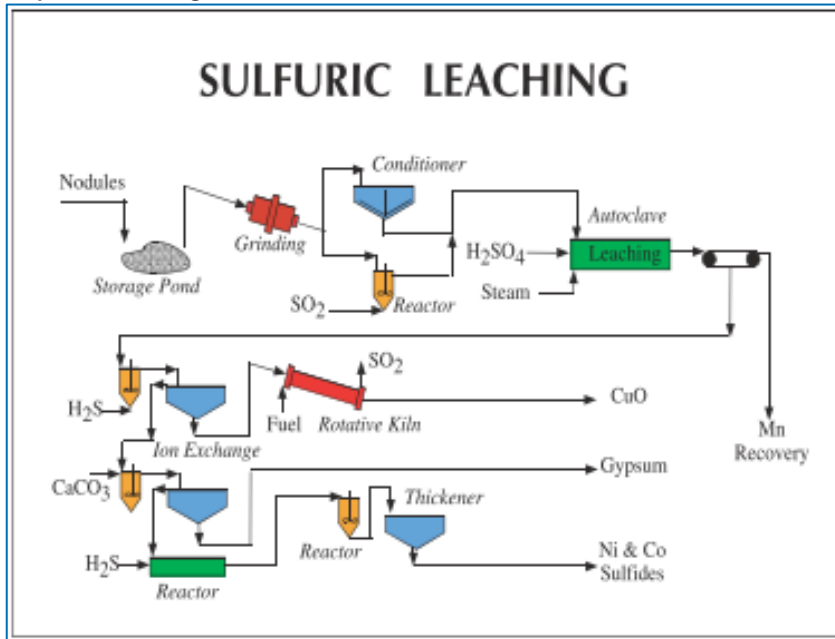 SULFURIC LEACHING
Conditioner
Nodules
Autoclave
Grinding
H₂SO₄
Leaching
Storage Pond
Steam
SO₂
Reactor
SO₂
H₂S
CuO
Fuel
Rotative Kiln
Ion Exchange
Mn
Recovery
Gypsum
CaCO₃
Thickener
Reactor
Ni & Co
Sulfides
H₂S
Reactor